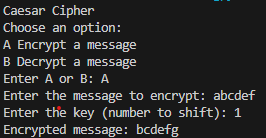 Caesar Cipher
Choose an option:
A Encrypt a message
B Decrypt a message
Enter A or B: A
Enter the message to encrypt: abcdef
Enter the key (number to shift): 1
Encrypted message: bcdefg